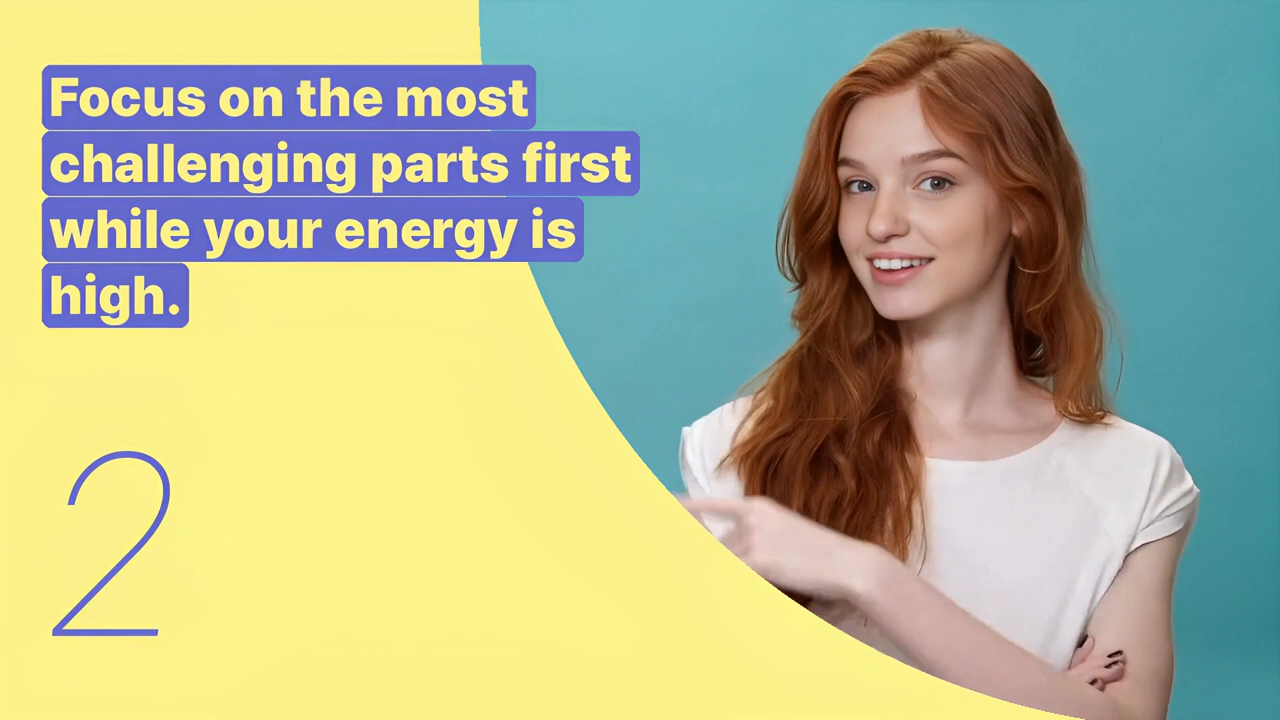 Focus on the most
challenging parts first
while your energy is
high.
2